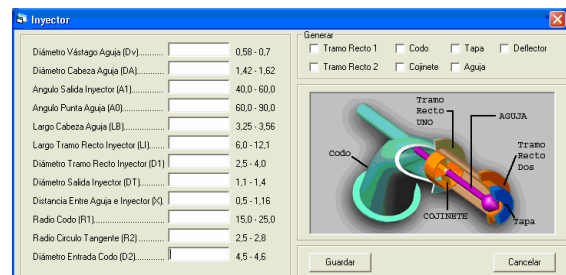 Inyector
Diámetro Vástago Aguja (Dv)............ 0,58 - 0,7
Diámetro Cabeza Aguja (DA)............ 1,42 - 1,62
Angulo Salida Inyector (A1)............ 40,0 - 60,0
Angulo Punta Aguja (A0)............ 60,0 - 90,0
Largo Cabeza Aguja (LB)............ 3,25 - 3,56
Largo Tramo Recto Inyector (LI)....... 6,0 - 12,1
Diámetro Tramo Recto Inyector (D1) 2,5 - 4,0
Diámetro Salida Inyector (DT).......... 1,1 - 1,4
Distancia Entre Aguja e Inyector (X). 0,5 - 1,16
Radio Codo (R1)............ 15,0 - 25,0
Radio Circulo Tangente (R2)............ 2,5 - 2,8
Diámetro Entrada Codo (D2)............ 4,5 - 4,6
Generar
Tramo Recto 1 Codo Tapa Deflector
Tramo Recto 2 Cojinete Aguja
Tramo
Recto
UNO
AGUJA
Tramo
Recto
Dos
Codo
COJINETE
Tapa
Guardar Cancelar